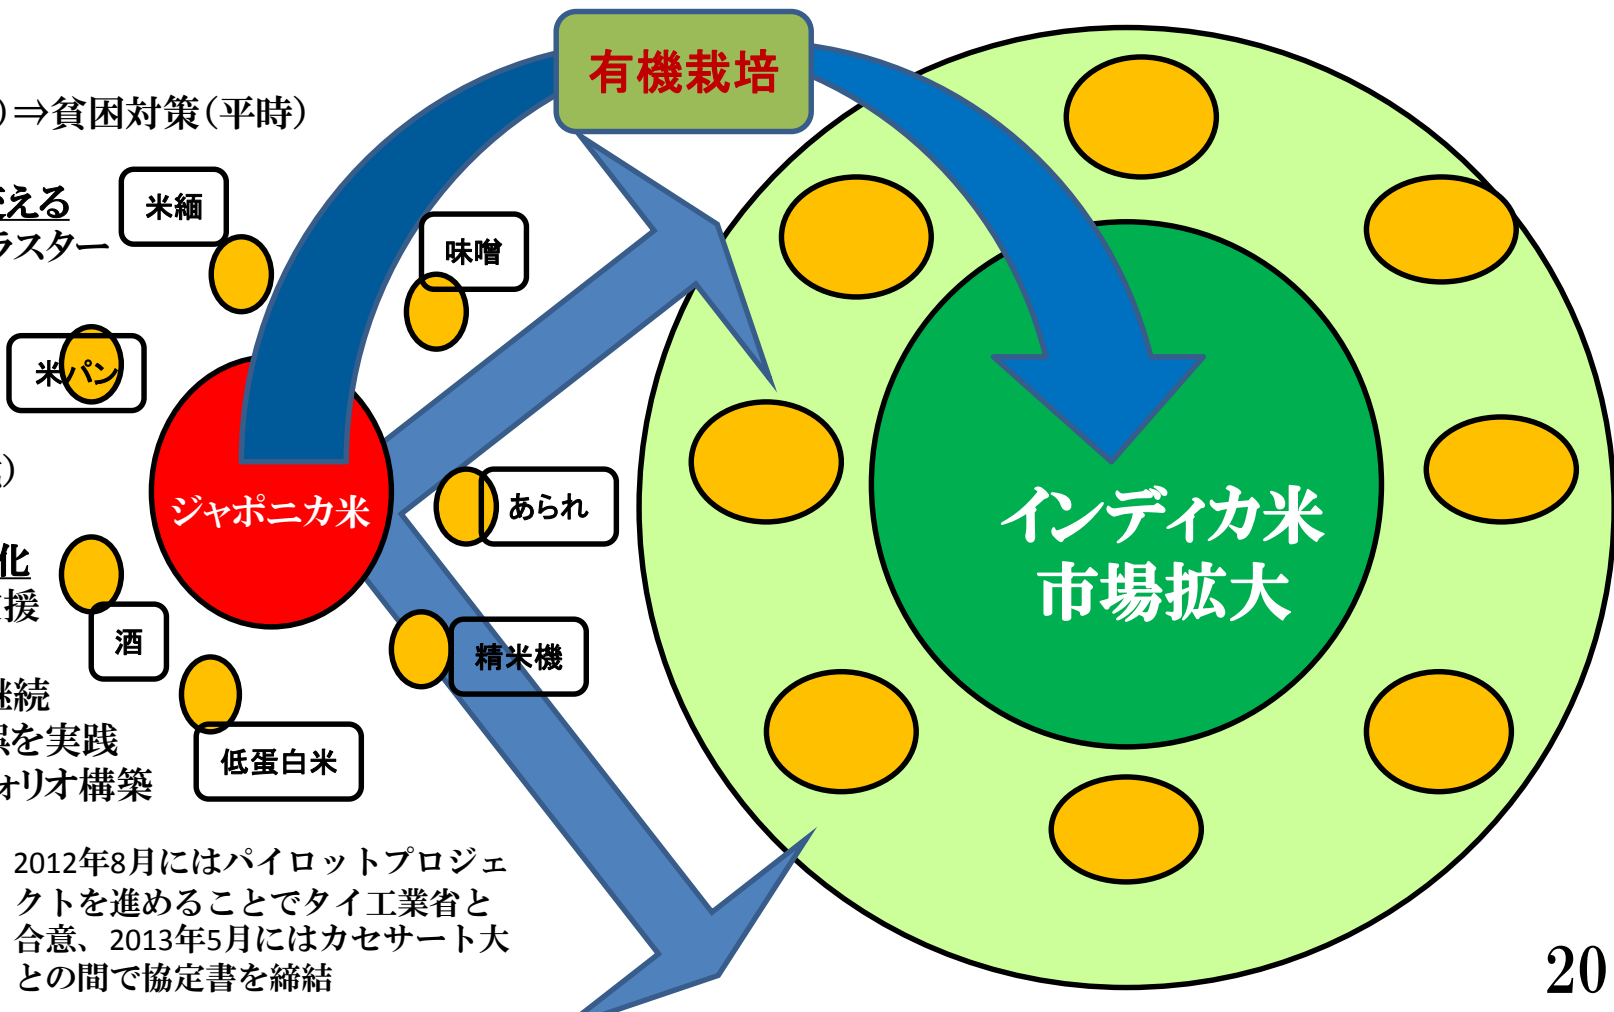 有機栽培
)⇒貧困対策(平時)
支える
ラスター
米緬
味噌
米パン
ジャポニカ米
あられ
インディカ米
市場拡大
化
援
酒
精米機
継続
誤を実践
ォリオ構築
低蛋白米
2012年8月にはパイロットプロジェ
クトを進めることでタイ工業省と
合意、2013年5月にはカセサート大
との間で協定書を締結
20